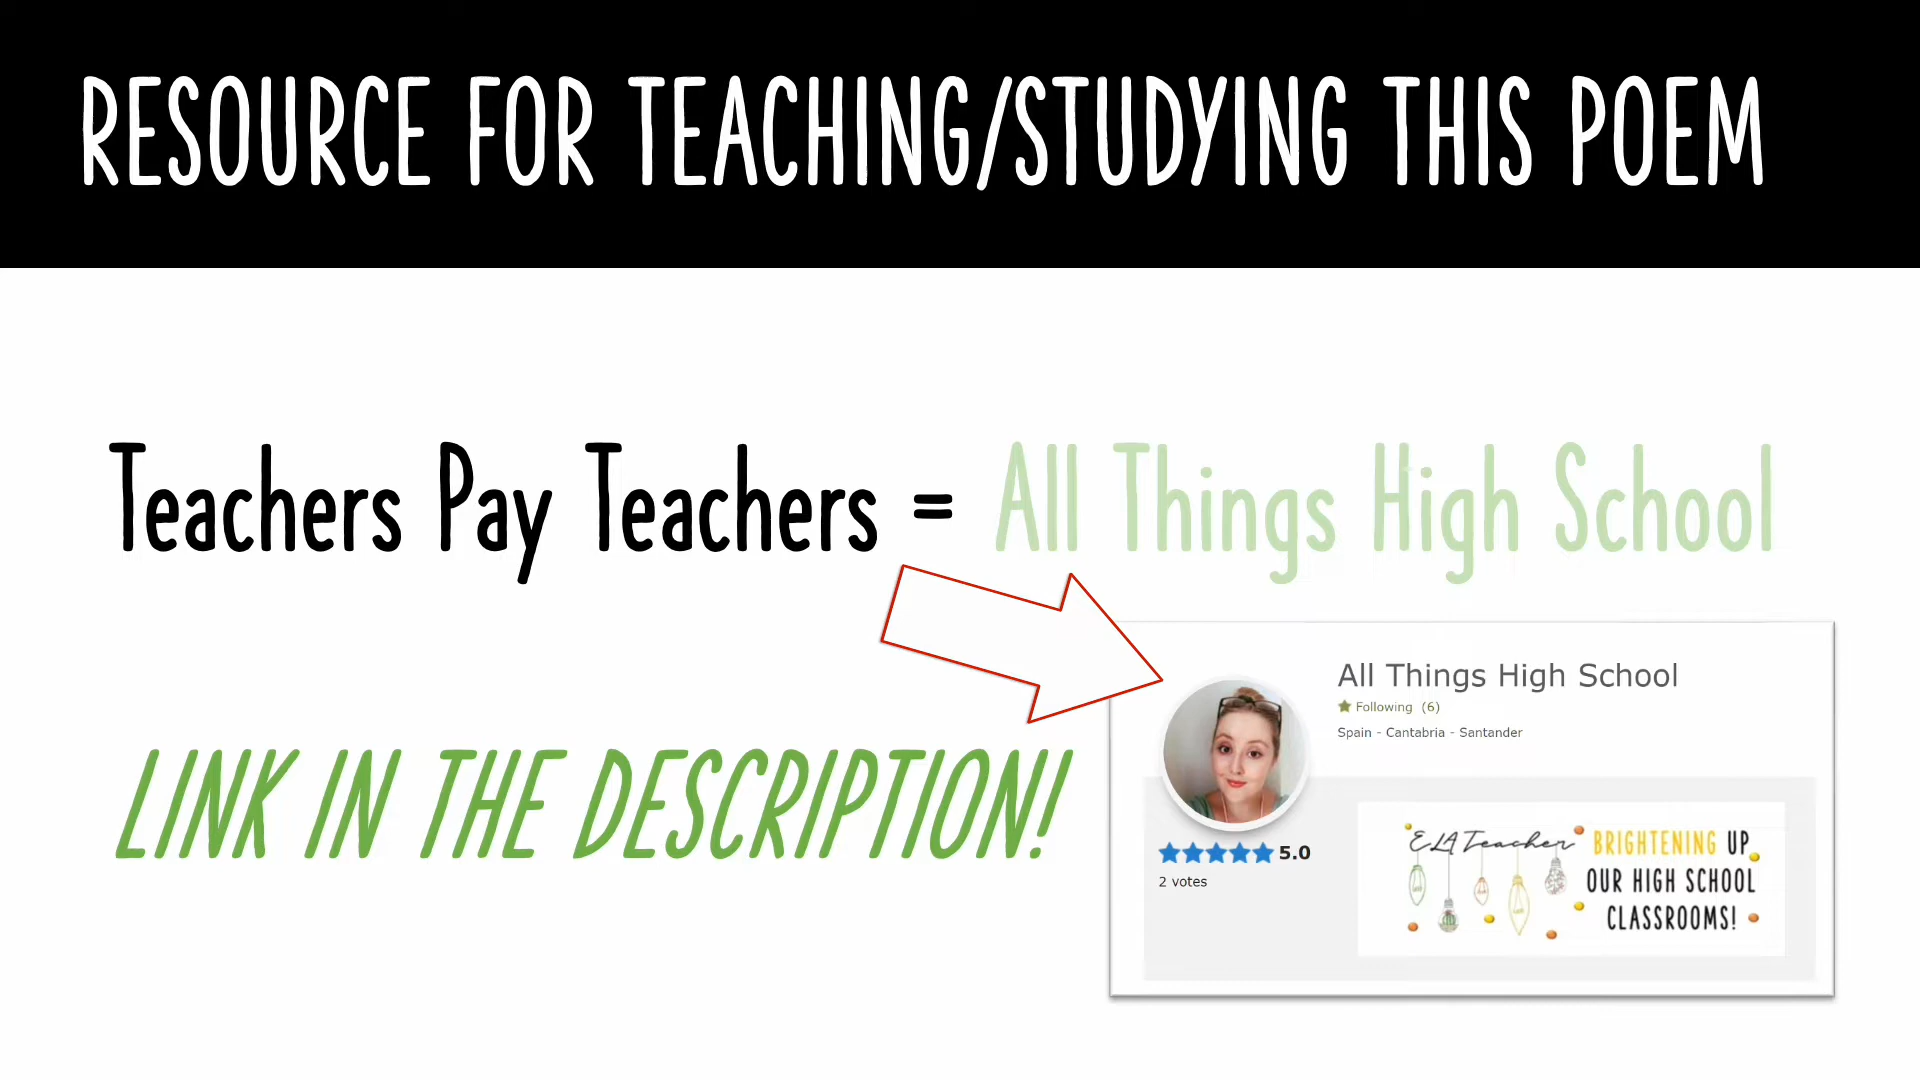 RESOURCE FOR TEACHING/STUDYING THIS POEM
Teachers Pay Teachers = All Things High School
LINK IN THE DESCRIPTION!
All Things High School
Following (6)
Spain - Cantabria - Santander
5.0
2 votes
ELA Teacher
BRIGHTENING UP
OUR HIGH SCHOOL
CLASSROOMS!